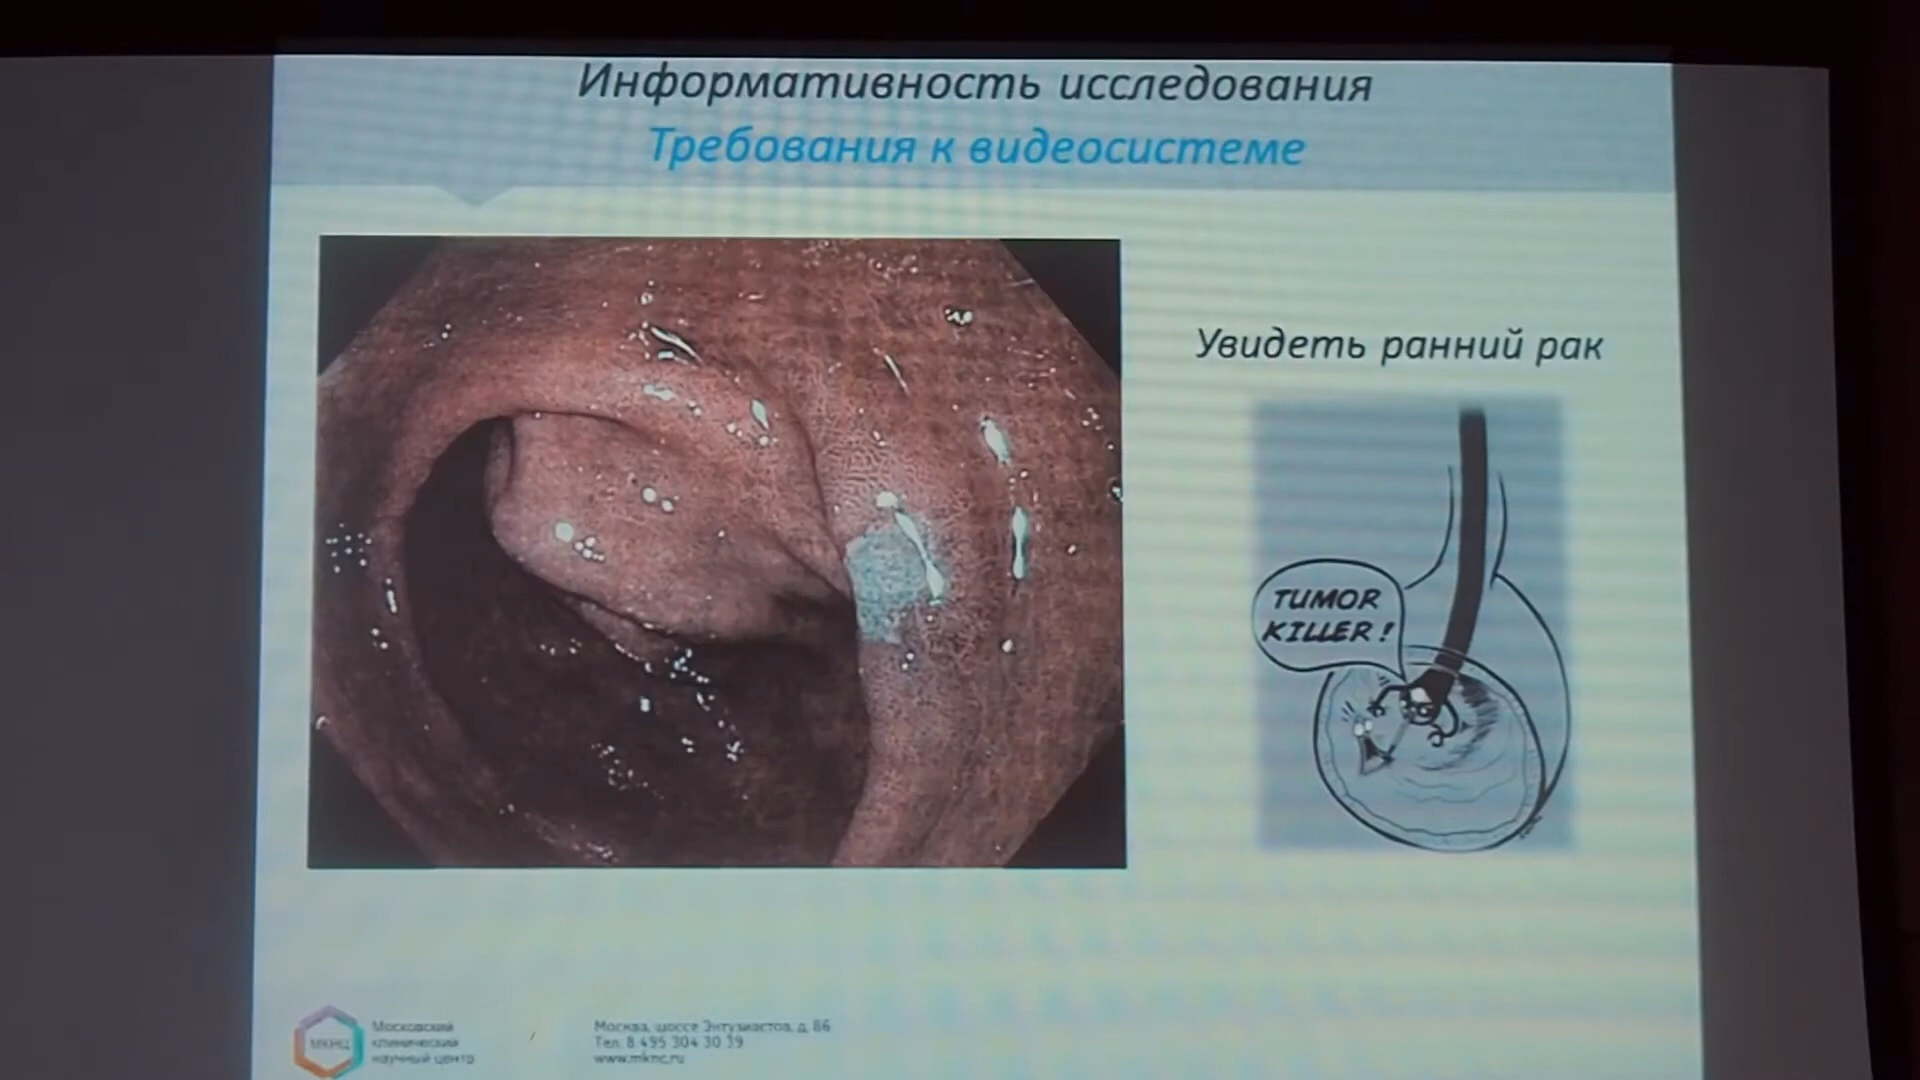 Информативность исследования
Требования к видеосистеме
Увидеть ранний рак
TUMOR
KILLER!
МКНЦ
Московский
клинический
научный центр
Москва, шоссе Энтузиастов, д. 86
Тел. 8 495 304 30 39
www.mknc.ru